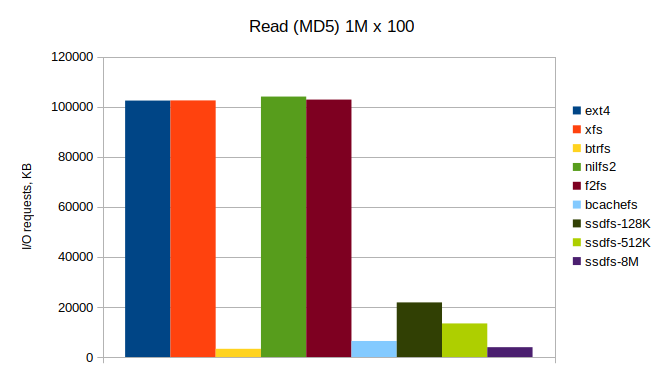 Read (MD5) 1M x 100
I/O requests, KB
120000
100000
80000
60000
40000
20000
0
ext4
xfs
btrfs
nilfs2
f2fs
bcachefs
ssdfs-128K
ssdfs-512K
ssdfs-8M